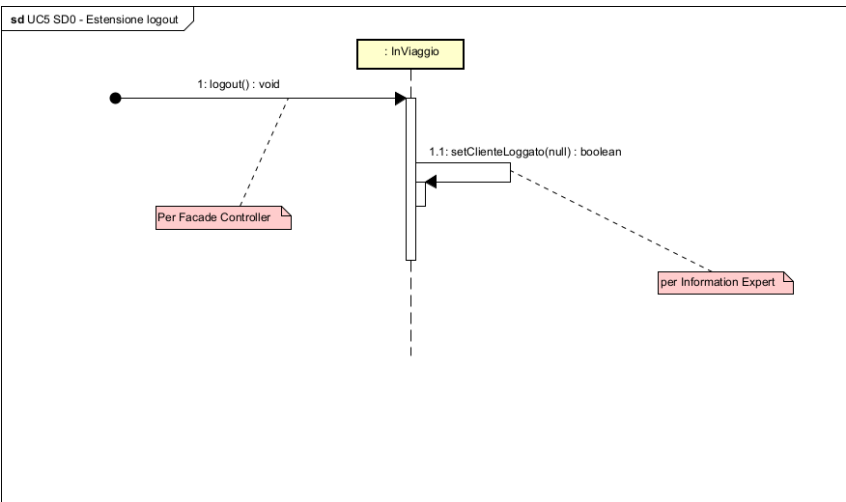 sd UC5 SD0 - Estensione logout
: InViaggio
1: logout() : void
1.1: setClienteLoggato(null) : boolean
Per Facade Controller
per Information Expert